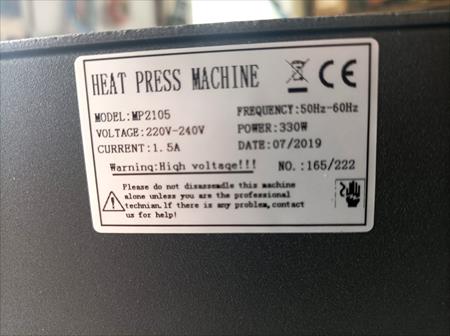 HEAT PRESS MACHINE CE
MODEL:MP2105 FREQUENCY:50Hz-60Hz
VOLTAGE:220V-240V POWER:330W
CURRENT:1.5A DATE:07/2019
Warning:High voltage!!! NO.:165/222
Please do not disassemdle this machine
alone unless you are the professional
technian.lf there is any problem,contact
us for help!